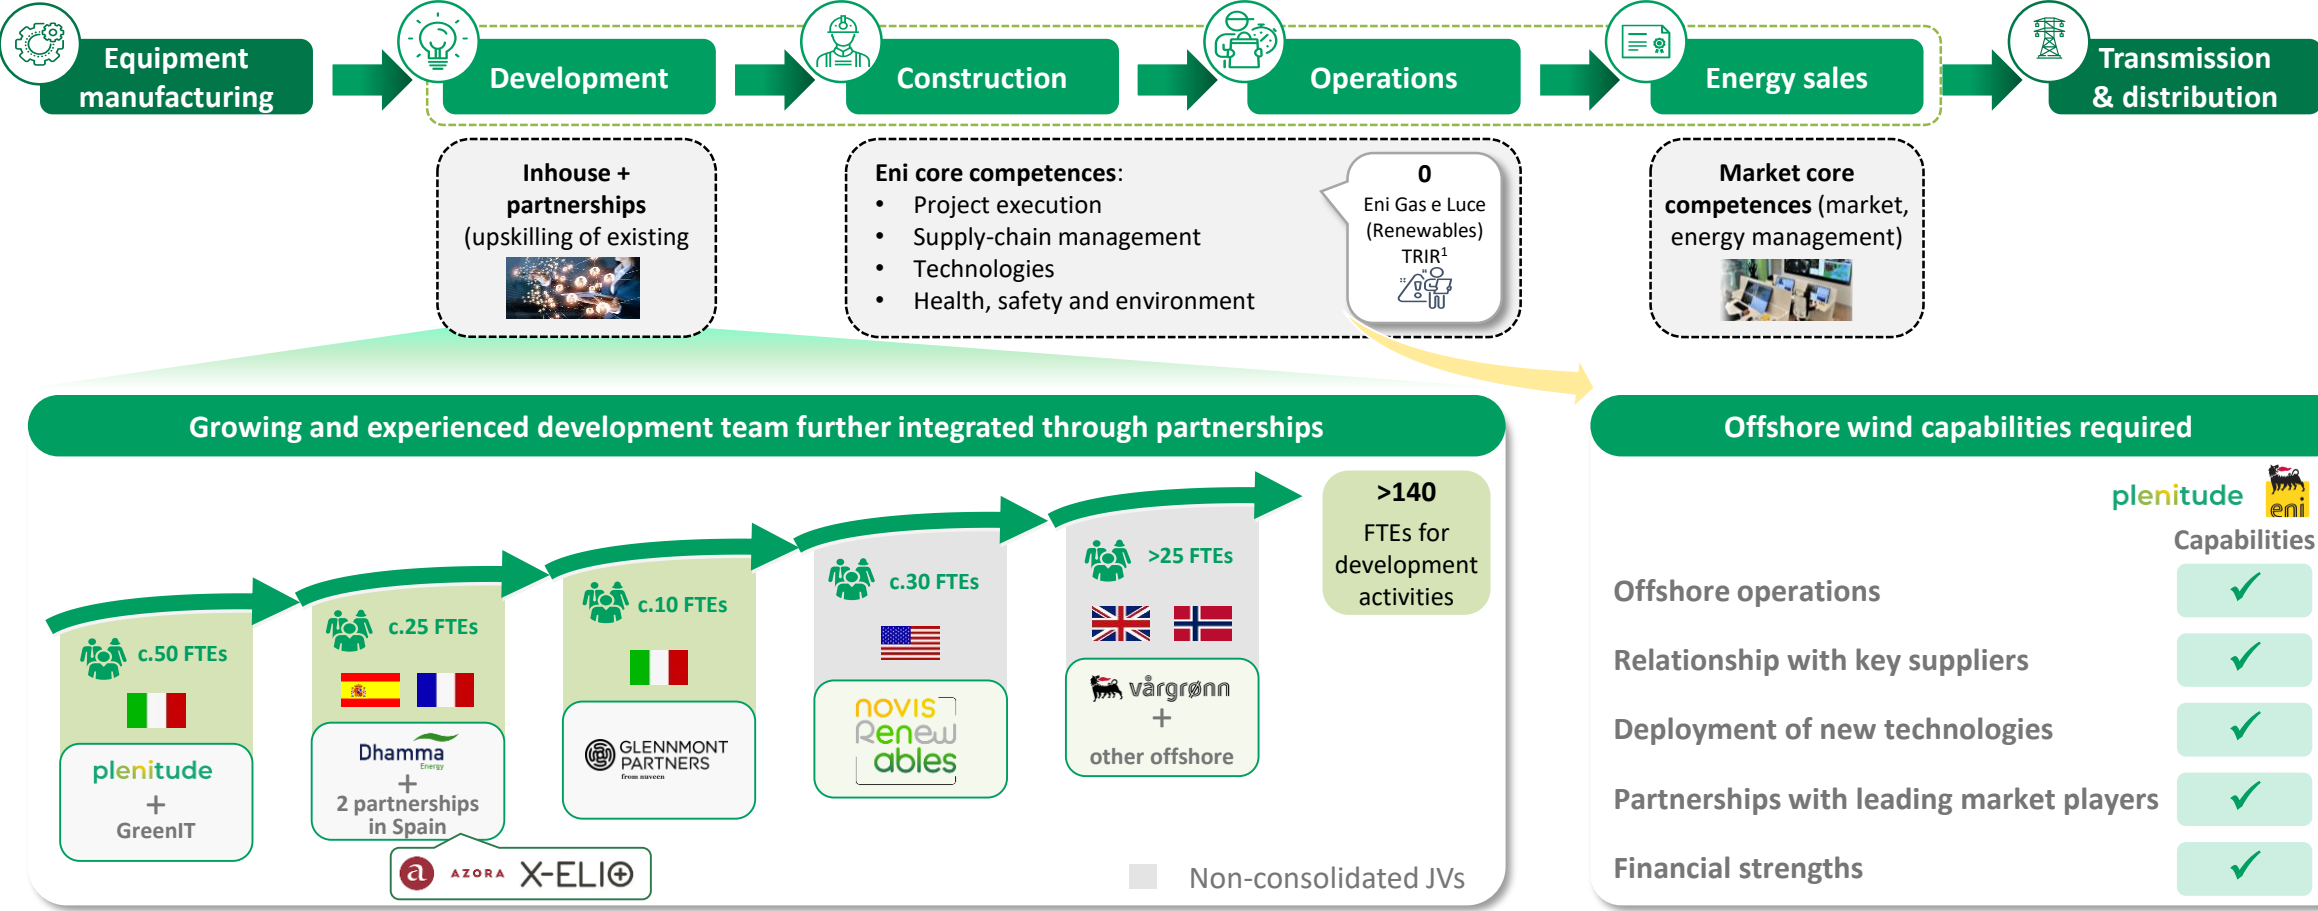 Equipment
manufacturing
Development
Construction
Operations
Energy sales
Transmission
& distribution
Inhouse +
partnerships
(upskilling of existing
Eni core competences:
• Project execution
• Supply-chain management
• Technologies
• Health, safety and environment
0
Eni Gas e Luce
(Renewables)
TRIR¹
Market core
competences (market,
energy management)
Growing and experienced development team further integrated through partnerships
c.50 FTEs
plenitude
+
GreenIT
c.25 FTEs
Dhamma
Energy
+
2 partnerships
in Spain
a AZORA X-ELIO
c.10 FTEs
GLENNMONT
PARTNERS
from nuveen
c.30 FTEs
novis
Renew
ables
>25 FTEs
vårgrønn
+
other offshore
>140
FTEs for
development
activities
Non-consolidated JVs
Offshore wind capabilities required
plenitude eni
Capabilities
Offshore operations ✓
Relationship with key suppliers ✓
Deployment of new technologies ✓
Partnerships with leading market players ✓
Financial strengths ✓